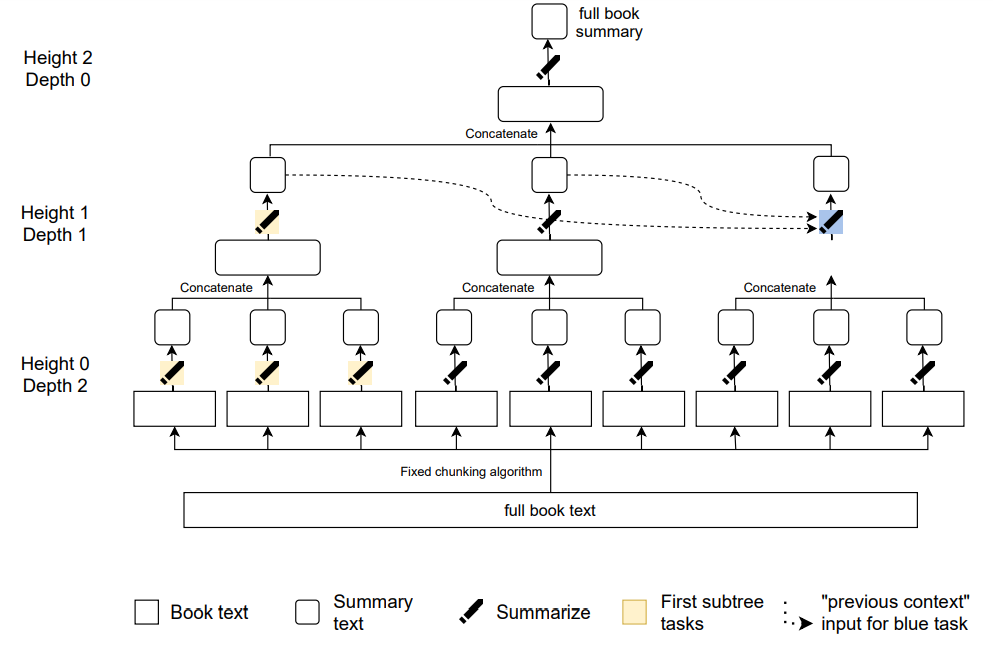 full book
summary
Height 2
Depth 0
Concatenate
Height 1
Depth 1
Concatenate
Concatenate
Concatenate
Height 0
Depth 2
Fixed chunking algorithm
full book text
Book text
Summary
text
Summarize
First subtree
tasks
"previous context"
input for blue task